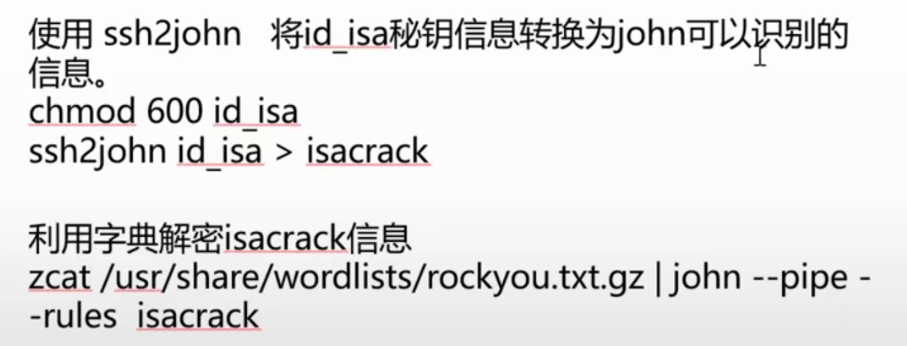 使用 ssh2john 将id_isa秘钥信息转换为john可以识别的
信息。
chmod 600 id_isa
ssh2john id_isa > isacrack
利用字典解密isacrack信息
zcat /usr/share/wordlists/rockyou.txt.gz | john --pipe -
-rules isacrack